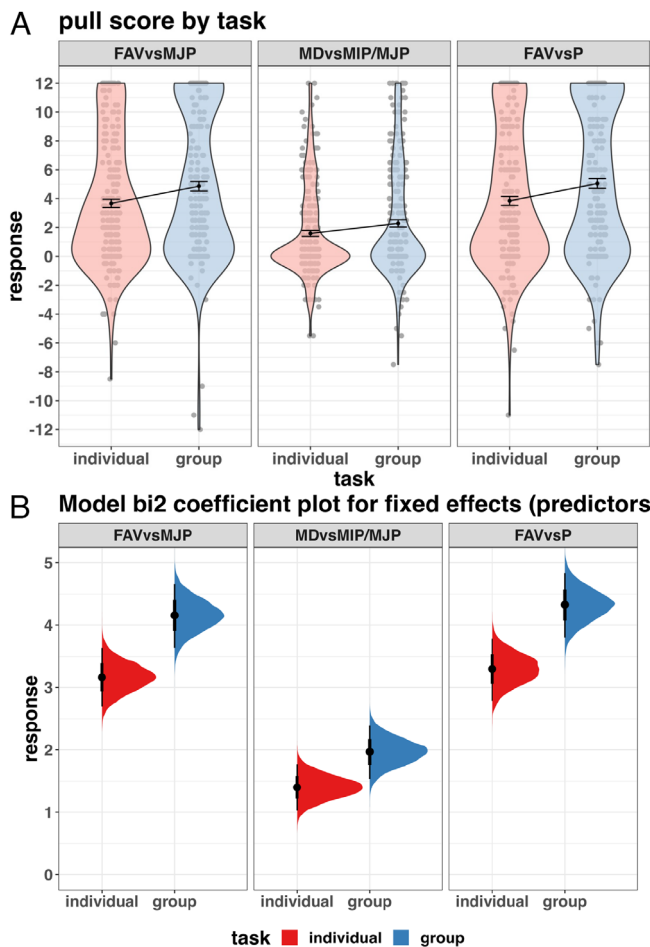 A pull score by task
FAVvsMJP MDvsMIP/MJP FAVvsP
12
10
8
6
4
2
0
-2
-4
-6
-8
-10
-12
response
individual group individual group individual group
task
B Model bi2 coefficient plot for fixed effects (predictors
FAVvsMJP MDvsMIP/MJP FAVvsP
5
4
3
2
1
0
response
individual group individual group individual group
task individual group